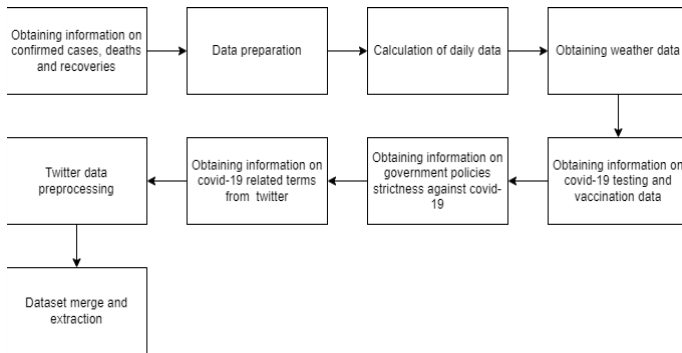 Obtaining information on
confirmed cases, deaths
and recoveries
Data preparation
Calculation of daily data
Obtaining weather data
Obtaining information on
covid-19 testing and
vaccination data
Obtaining information on
government policies
strictness against covid-
19
Obtaining information on
covid-19 related terms
from twitter
Twitter data
preprocessing
Dataset merge and
extraction